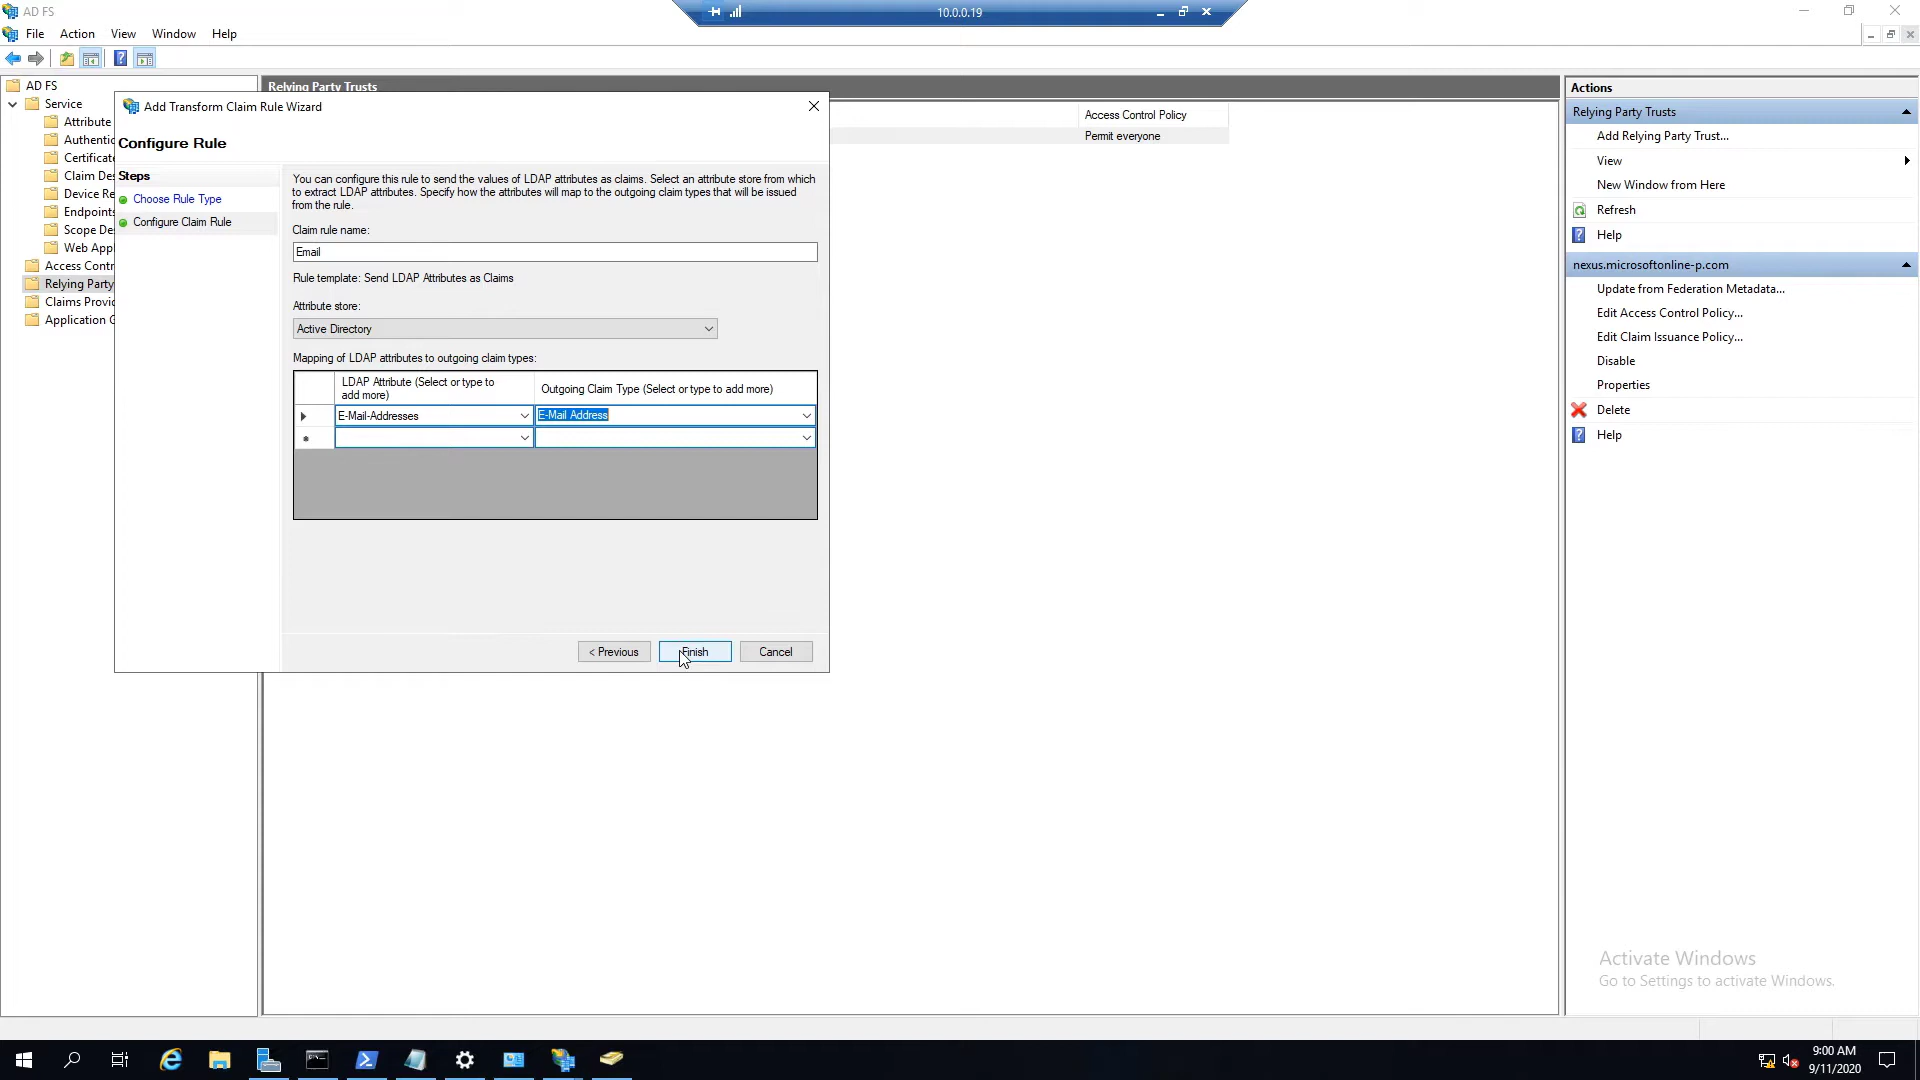 AD FS
10.0.0.19
File Action View Window Help
AD FS
Service
Attribute
Authentic
Certificate
Claim Des
Device Re
Endpoints
Scope De
Web Appl
Access Contr
Relying Party
Claims Provid
Application G
Relying Party Trusts
Access Control Policy
Permit everyone
Add Transform Claim Rule Wizard
Configure Rule
Steps
Choose Rule Type
Configure Claim Rule
You can configure this rule to send the values of LDAP attributes as claims. Select an attribute store from which
to extract LDAP attributes. Specify how the attributes will map to the outgoing claim types that will be issued
from the rule.
Claim rule name:
Email
Rule template: Send LDAP Attributes as Claims
Attribute store:
Active Directory
Mapping of LDAP attributes to outgoing claim types:
LDAP Attribute (Select or type to
add more)
Outgoing Claim Type (Select or type to add more)
E-Mail-Addresses
E-Mail Address
< Previous
Finish
Cancel
Actions
Relying Party Trusts
Add Relying Party Trust...
View
New Window from Here
Refresh
Help
nexus.microsoftonline-p.com
Update from Federation Metadata...
Edit Access Control Policy...
Edit Claim Issuance Policy...
Disable
Properties
Delete
Help
Activate Windows
Go to Settings to activate Windows.
9:00 AM
9/11/2020